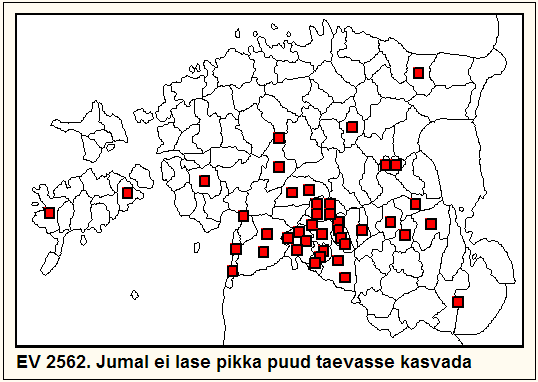 EV 2562. Jumal ei lase pikka puud taevasse kasvada